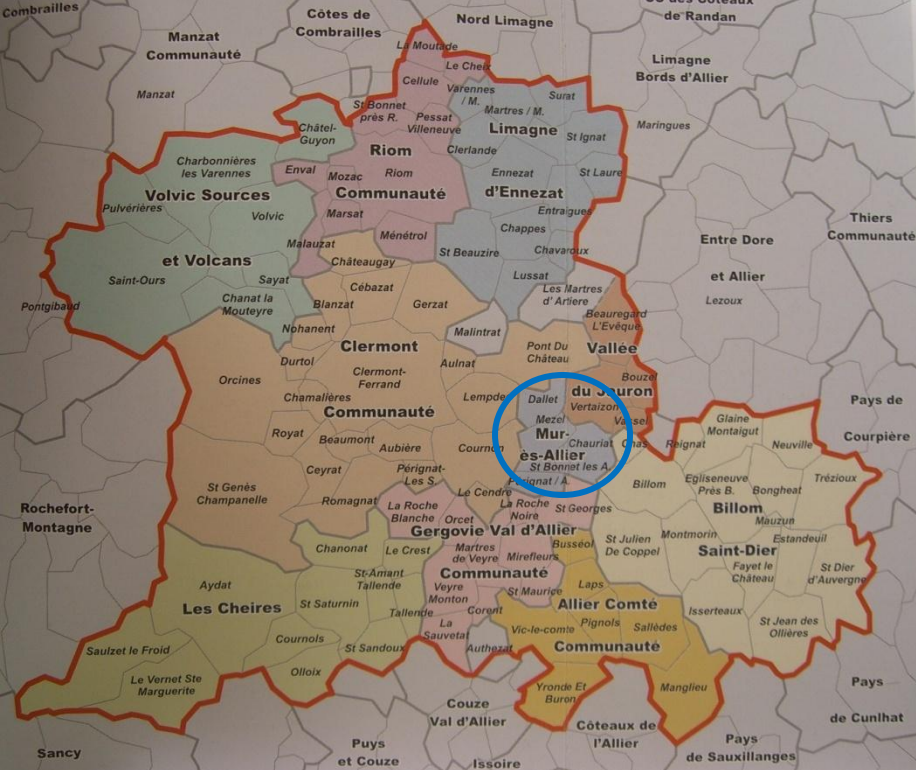 Combrailles
Côtes de
Combrailles
Nord Limagne
de Randan
Manzat
Communauté
La Moutade
Le Cheix
Limagne
Bords d'Allier
Manzat
Cellule
Varennes
/ M.
Surat
St Bonnet
près R.
Martres / M.
Pessat
Villeneuve
Limagne
Maringues
Châtel-
Guyon
St Ignat
Riom
Clerlande
Charbonnières
les Varennes
Enval
Mozac
Riom
Ennezat
St Laure
Volvic Sources
Communauté
d'Ennezat
Pulvérières
Volvic
Marsat
Entraigues
Thiers
Communauté
Chappes
Ménétrol
Entre Dore
Malauzat
St Beauzire
Chavaroux
et Volcans
Châteaugay
Saint-Ours
Sayat
Lussat
et Allier
Cébazat
Les Martres
d'Artiere
Lezoux
Pontgibaud
Chanat la
Mouteyre
Blanzat
Gerzat
Beauregard
L'Evêque
Nohanent
Malintrat
Clermont
Pont Du
Château
Vallée
Durtol
Aulnat
Orcines
Clermont-
Ferrand
Bouzel
du Jauron
Chamalières
Lempdes
Dallet
Vertaizon
Pays de
Communauté
Mezel
Vassel
Glaine
Montaigut
Royat
Beaumont
Mur-
Courpière
Aubière
Cournon
Chauriat
Chas
Reignat
Neuville
ès-Allier
Ceyrat
Pérignat-
Les S.
St Bonnet les A.
Pérignat / A.
Billom
Egliseneuve
Près B.
Trézioux
St Genès
Champanelle
Romagnat
Le Cendre
Bongheat
Rochefort-
Montagne
La Roche
Blanche
La Roche
Noire
St Georges
Billom
Orcet
Mauzun
Gergovie Val d'Allier
Montmorin
Estandeuil
Chanonat
Le Crest
Martres
de Veyre
Mirefleurs
Busséol
St Julien
De Coppel
Saint-Dier
Communauté
Fayet le
Château
St Dier
d'Auvergne
St-Amant
Tallende
Aydat
Veyre
Monton
St Maurice
Laps
Les Cheires
St Saturnin
Tallende
Corent
Allier Comté
Isserteaux
La
Sauvetat
Vic-le-comte
Pignols
Sallèdes
St Jean des
Ollières
Cournols
Saulzet le Froid
St Sandoux
Authezat
Communauté
Olloix
Le Vernet Ste
Marguerite
Yronde Et
Buron
Manglieu
Pays
Couze
Val d'Allier
de Cunlhat
Côteaux de
l'Allier
Sancy
Puys
et Couze
Pays
de Sauxillanges
Issoire